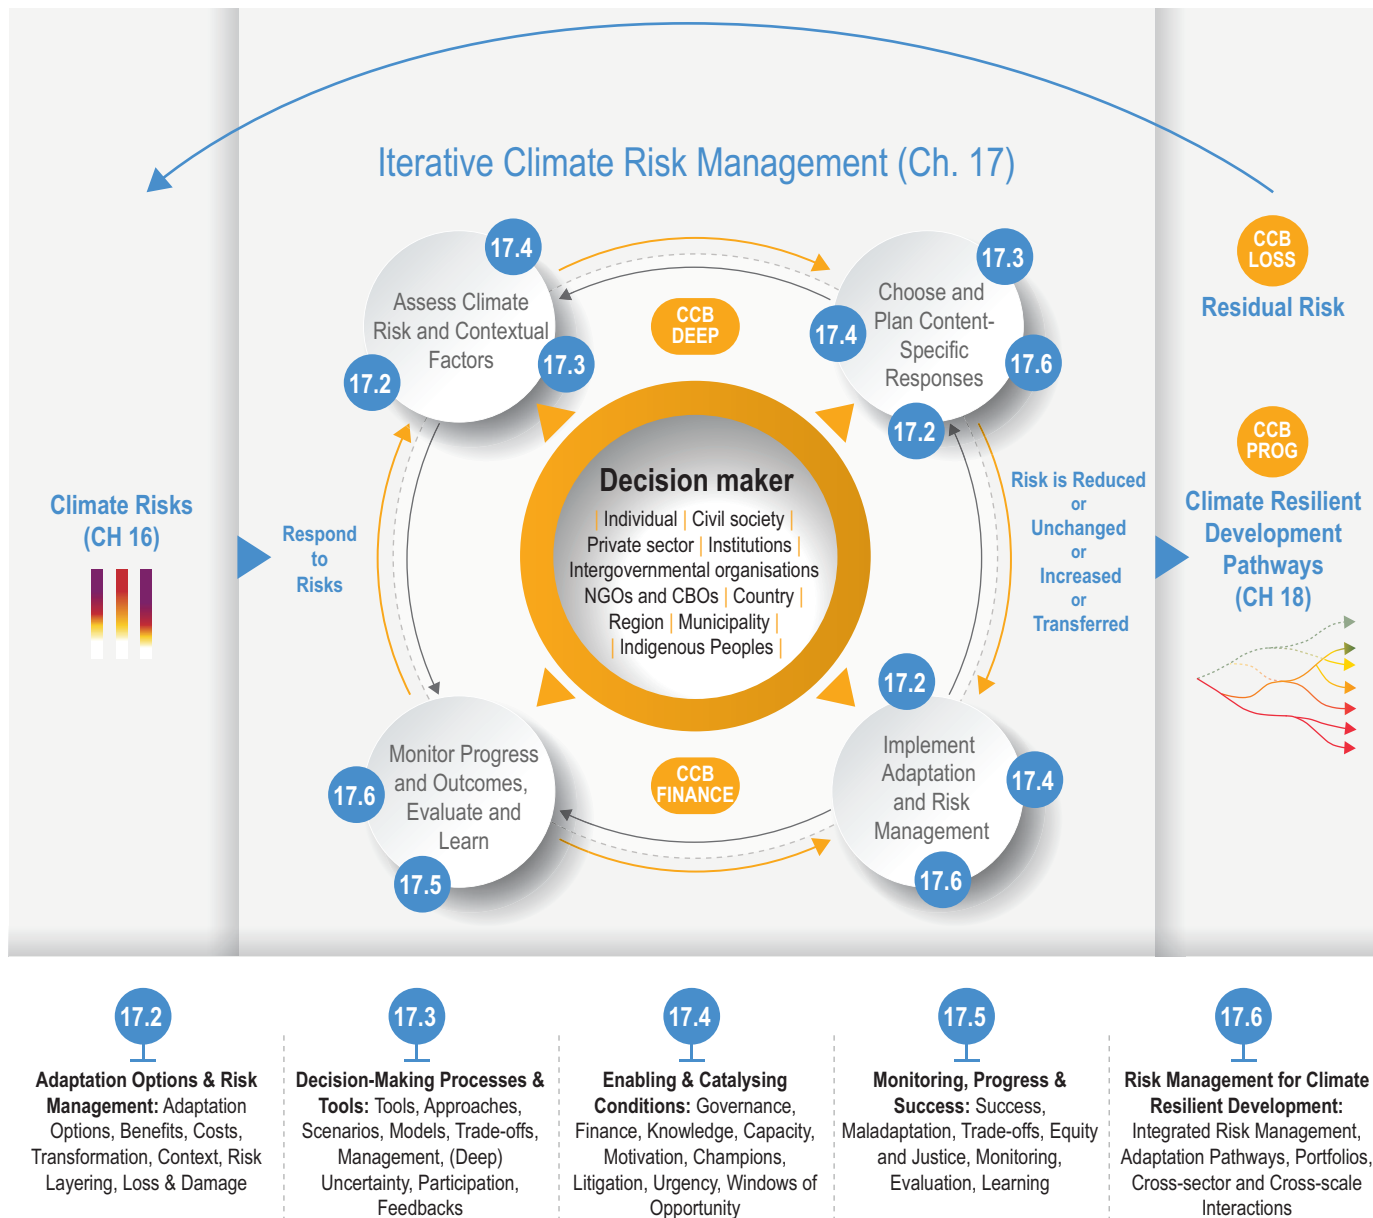 Iterative Climate Risk Management (Ch. 17)
Climate Risks
(CH 16)
Respond
to
Risks
17.4
Assess Climate
Risk and Contextual
Factors
17.3
17.2
CCB
DEEP
17.3
Choose and
Plan Content-
Specific
Responses
17.4
17.6
17.2
Decision maker
| Individual | Civil society |
Private sector | Institutions |
Intergovernmental organisations
NGOs and CBOs | Country |
Region | Municipality |
| Indigenous Peoples |
Risk is Reduced
or
Unchanged
or
Increased
or
Transferred
17.2
Implement
Adaptation
and Risk
Management
17.4
17.6
CCB
FINANCE
Monitor Progress
and Outcomes,
Evaluate and
Learn
17.6
17.5
CCB
LOSS
Residual Risk
CCB
PROG
Climate Resilient
Development
Pathways
(CH 18)
17.2
Adaptation Options & Risk
Management: Adaptation
Options, Benefits, Costs,
Transformation, Context, Risk
Layering, Loss & Damage
17.3
Decision-Making Processes &
Tools: Tools, Approaches,
Scenarios, Models, Trade-offs,
Management, (Deep)
Uncertainty, Participation,
Feedbacks
17.4
Enabling & Catalysing
Conditions: Governance,
Finance, Knowledge, Capacity,
Motivation, Champions,
Litigation, Urgency, Windows of
Opportunity
17.5
Monitoring, Progress &
Success: Success,
Maladaptation, Trade-offs, Equity
and Justice, Monitoring,
Evaluation, Learning
17.6
Risk Management for Climate
Resilient Development:
Integrated Risk Management,
Adaptation Pathways, Portfolios,
Cross-sector and Cross-scale
Interactions